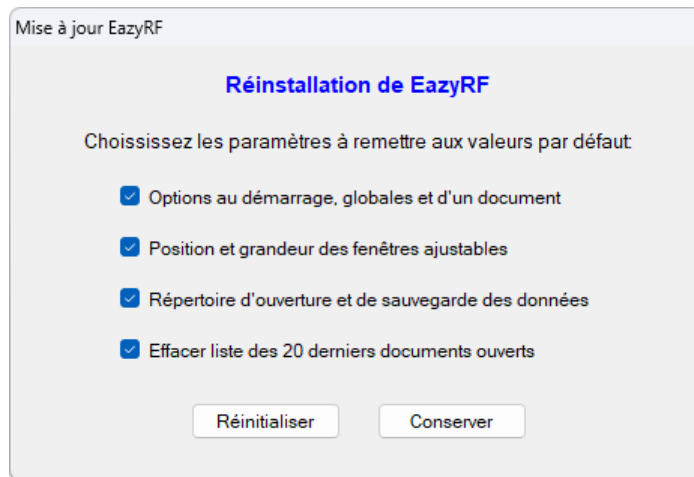 Mise à jour EazyRF
Réinstallation de EazyRF
Choississez les paramètres à remettre aux valeurs par défaut:
Options au démarrage, globales et d'un document
Position et grandeur des fenêtres ajustables
Répertoire d'ouverture et de sauvegarde des données
Effacer liste des 20 derniers documents ouverts
Réinitialiser
Conserver